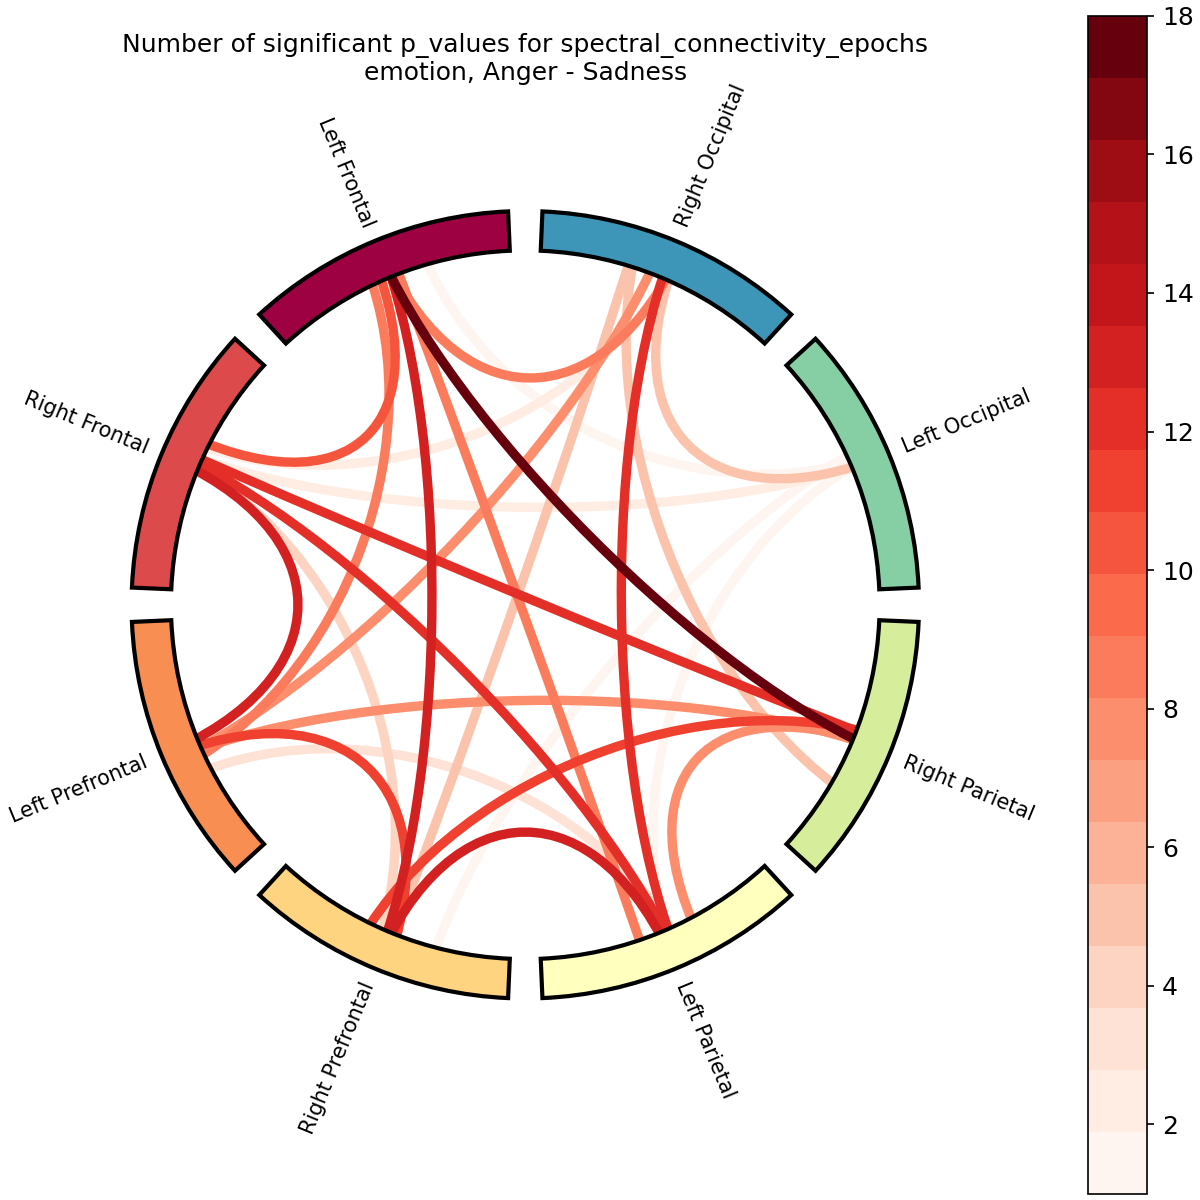 Number of significant p_values for spectral_connectivity_epochs
emotion, Anger - Sadness
Left Frontal
Right Occipital
Right Frontal
Left Occipital
Left Prefrontal
Right Parietal
Right Prefrontal
Left Parietal
18
16
14
12
10
8
6
4
2